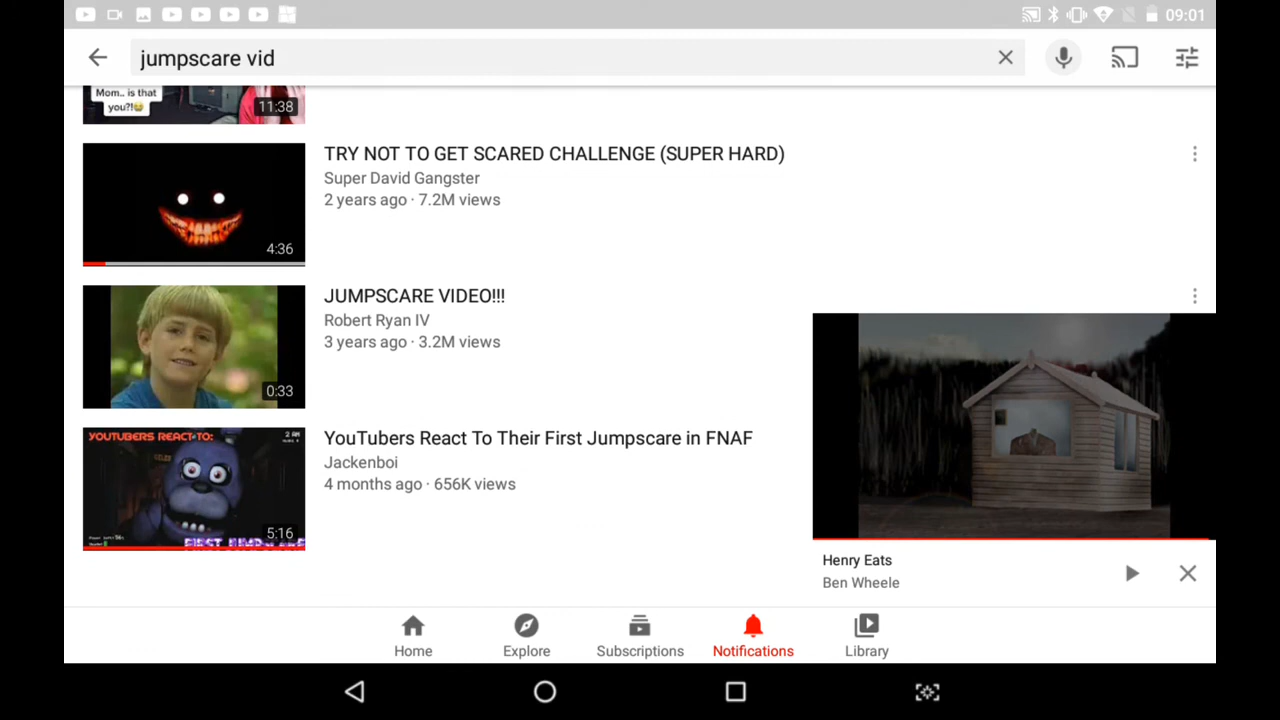 09:01
jumpscare vid
Mom.. is that
you?!😭
11:38
TRY NOT TO GET SCARED CHALLENGE (SUPER HARD)
Super David Gangster
2 years ago · 7.2M views
4:36
JUMPSCARE VIDEO!!!
Robert Ryan IV
3 years ago · 3.2M views
0:33
YOUTUBERS REACT TO:
2 AM
YouTubers React To Their First Jumpscare in FNAF
Jackenboi
4 months ago · 656K views
5:16
Henry Eats
Ben Wheele
Home
Explore
Subscriptions
Notifications
Library